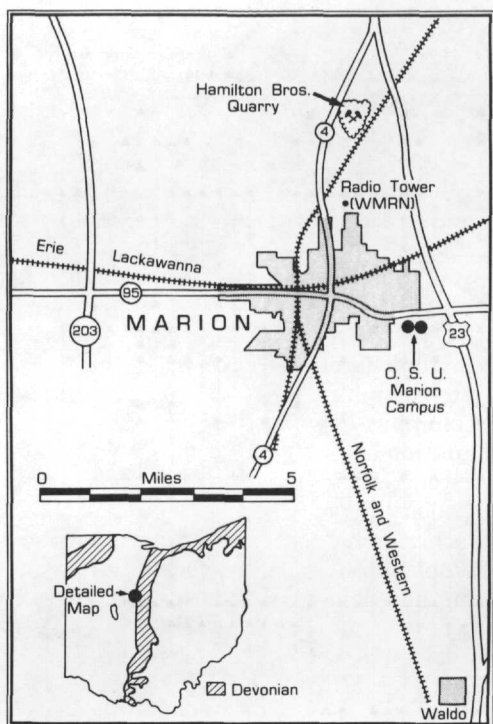 Hamilton Bros.
Quarry
4
Radio Tower
(WMRN)
Erie
Lackawanna
95
MARION
203
23
O. S. U.
Marion
Campus
4
0 Miles 5
Norfolk and Western
Detailed
Map
Devonian
Waldo